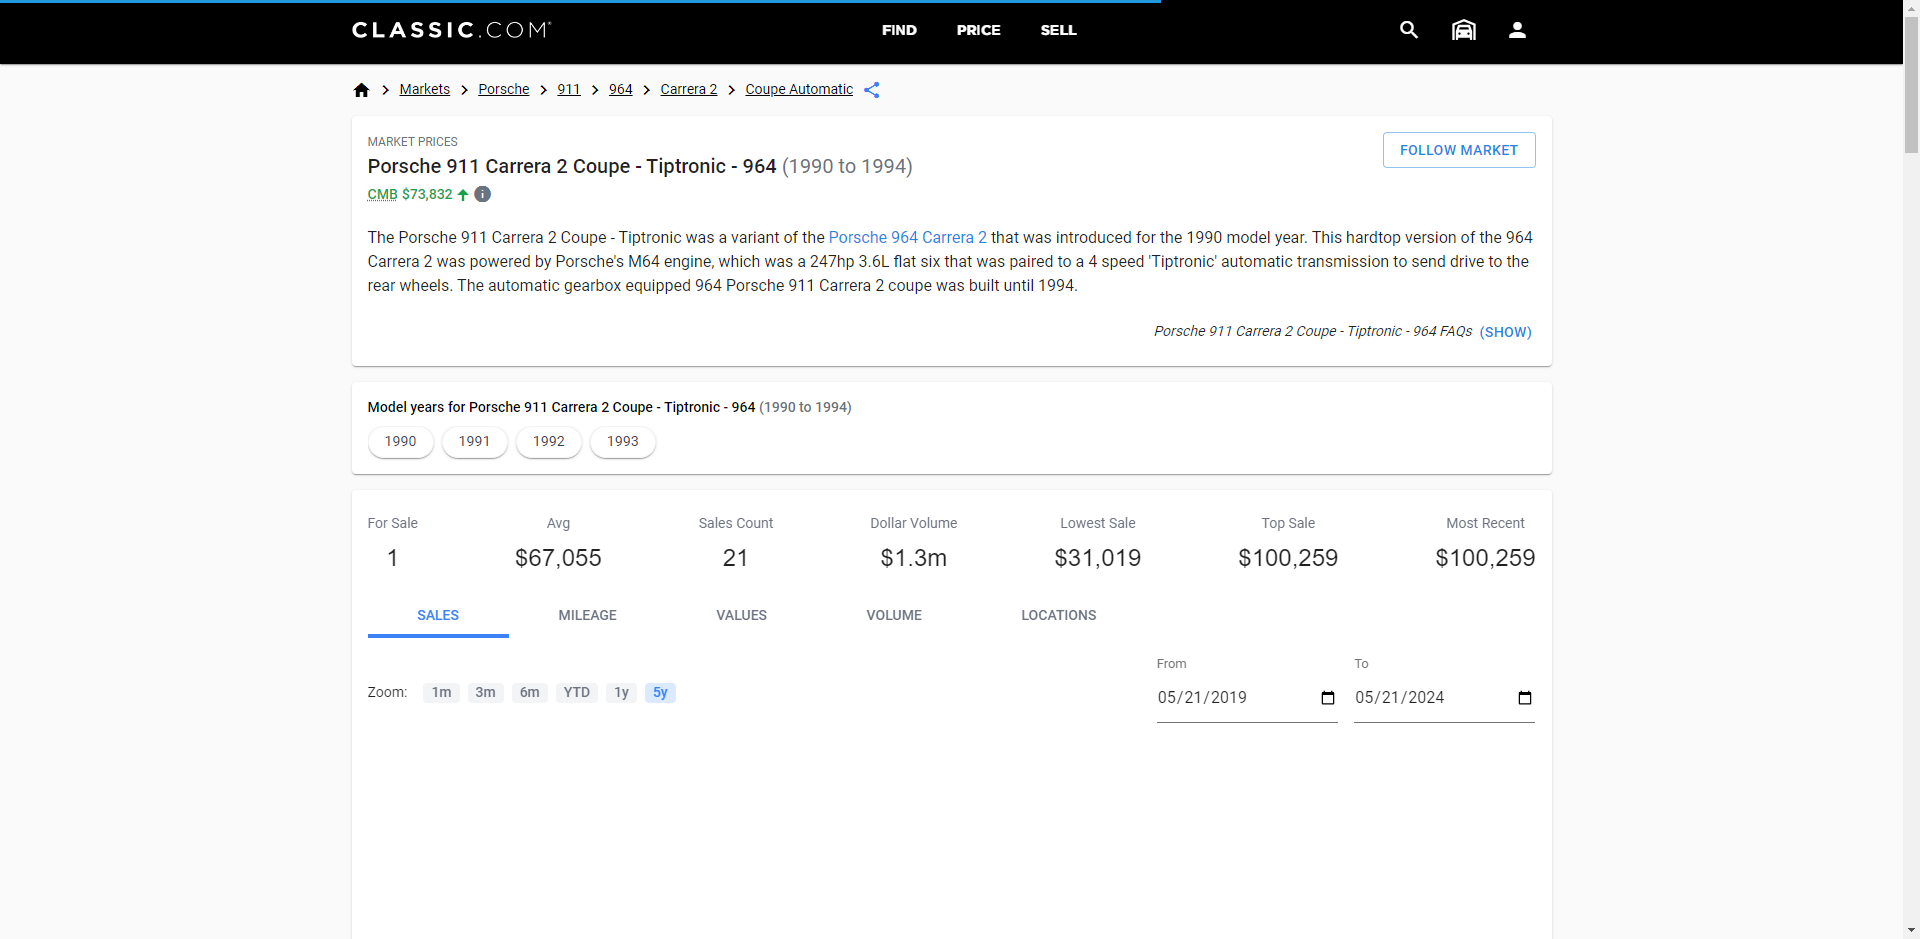 CLASSIC.COM®
FIND PRICE SELL
Markets Porsche 911 964 Carrera 2 Coupe Automatic
MARKET PRICES
FOLLOW MARKET
Porsche 911 Carrera 2 Coupe - Tiptronic - 964 (1990 to 1994)
CMB $73,832
The Porsche 911 Carrera 2 Coupe - Tiptronic was a variant of the Porsche 964 Carrera 2 that was introduced for the 1990 model year. This hardtop version of the 964
Carrera 2 was powered by Porsche's M64 engine, which was a 247hp 3.6L flat six that was paired to a 4 speed 'Tiptronic' automatic transmission to send drive to the
rear wheels. The automatic gearbox equipped 964 Porsche 911 Carrera 2 coupe was built until 1994.
Porsche 911 Carrera 2 Coupe - Tiptronic - 964 FAQs (SHOW)
Model years for Porsche 911 Carrera 2 Coupe - Tiptronic - 964 (1990 to 1994)
1990 1991 1992 1993
For Sale Avg Sales Count Dollar Volume Lowest Sale Top Sale Most Recent
1 $67,055 21 $1.3m $31,019 $100,259 $100,259
SALES MILEAGE VALUES VOLUME LOCATIONS
From To
Zoom: 1m 3m 6m YTD 1y 5y 05/21/2019 05/21/2024